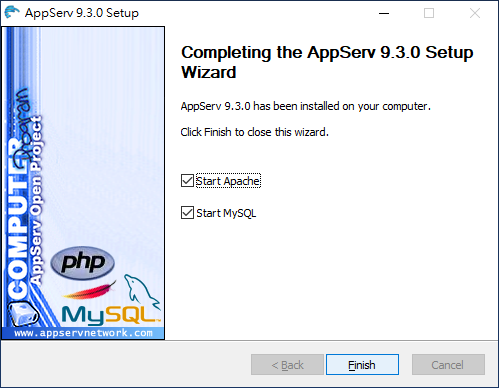 AppServ 9.3.0 Setup
Completing the AppServ 9.3.0 Setup
Wizard
AppServ 9.3.0 has been installed on your computer.
Click Finish to close this wizard.
Start Apache
Start MySQL
COMPUTER
Program
AppServ Open Project
php
MySQL
www.appservnetwork.com
< Back
Finish
Cancel